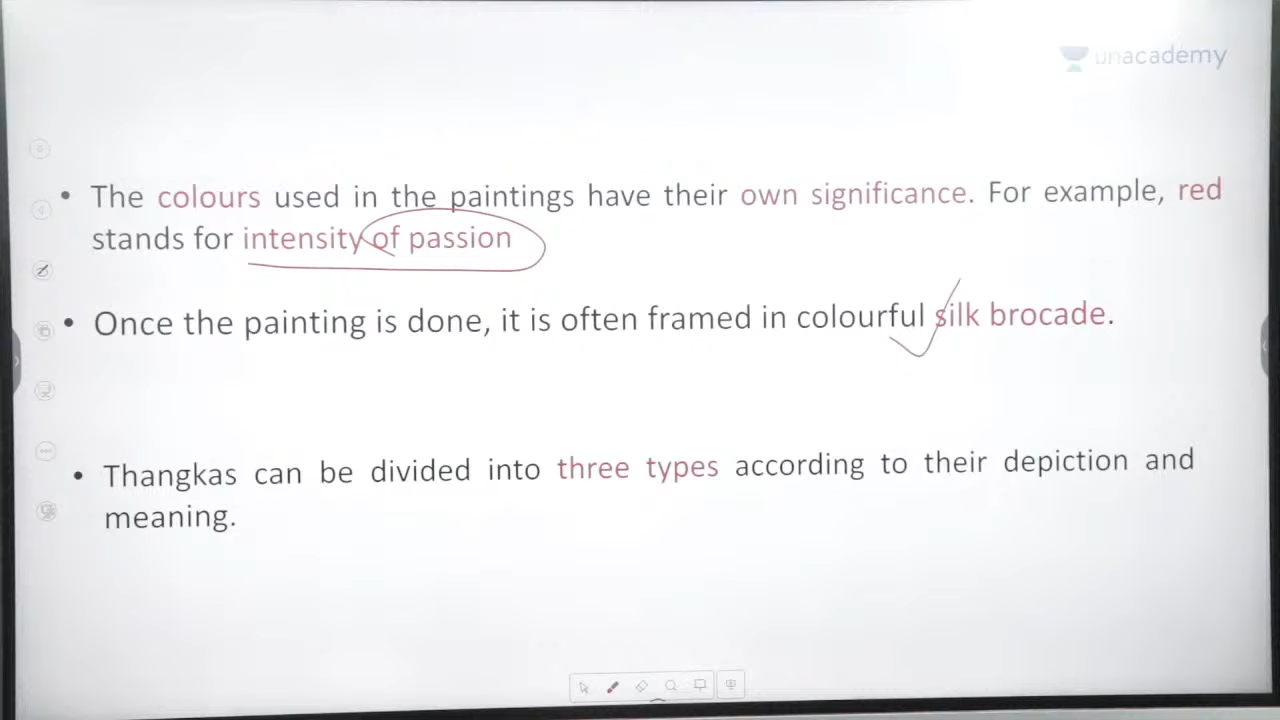 unacademy
• The colours used in the paintings have their own significance. For example, red
stands for intensity of passion
• Once the painting is done, it is often framed in colourful silk brocade.
• Thangkas can be divided into three types according to their depiction and
meaning.